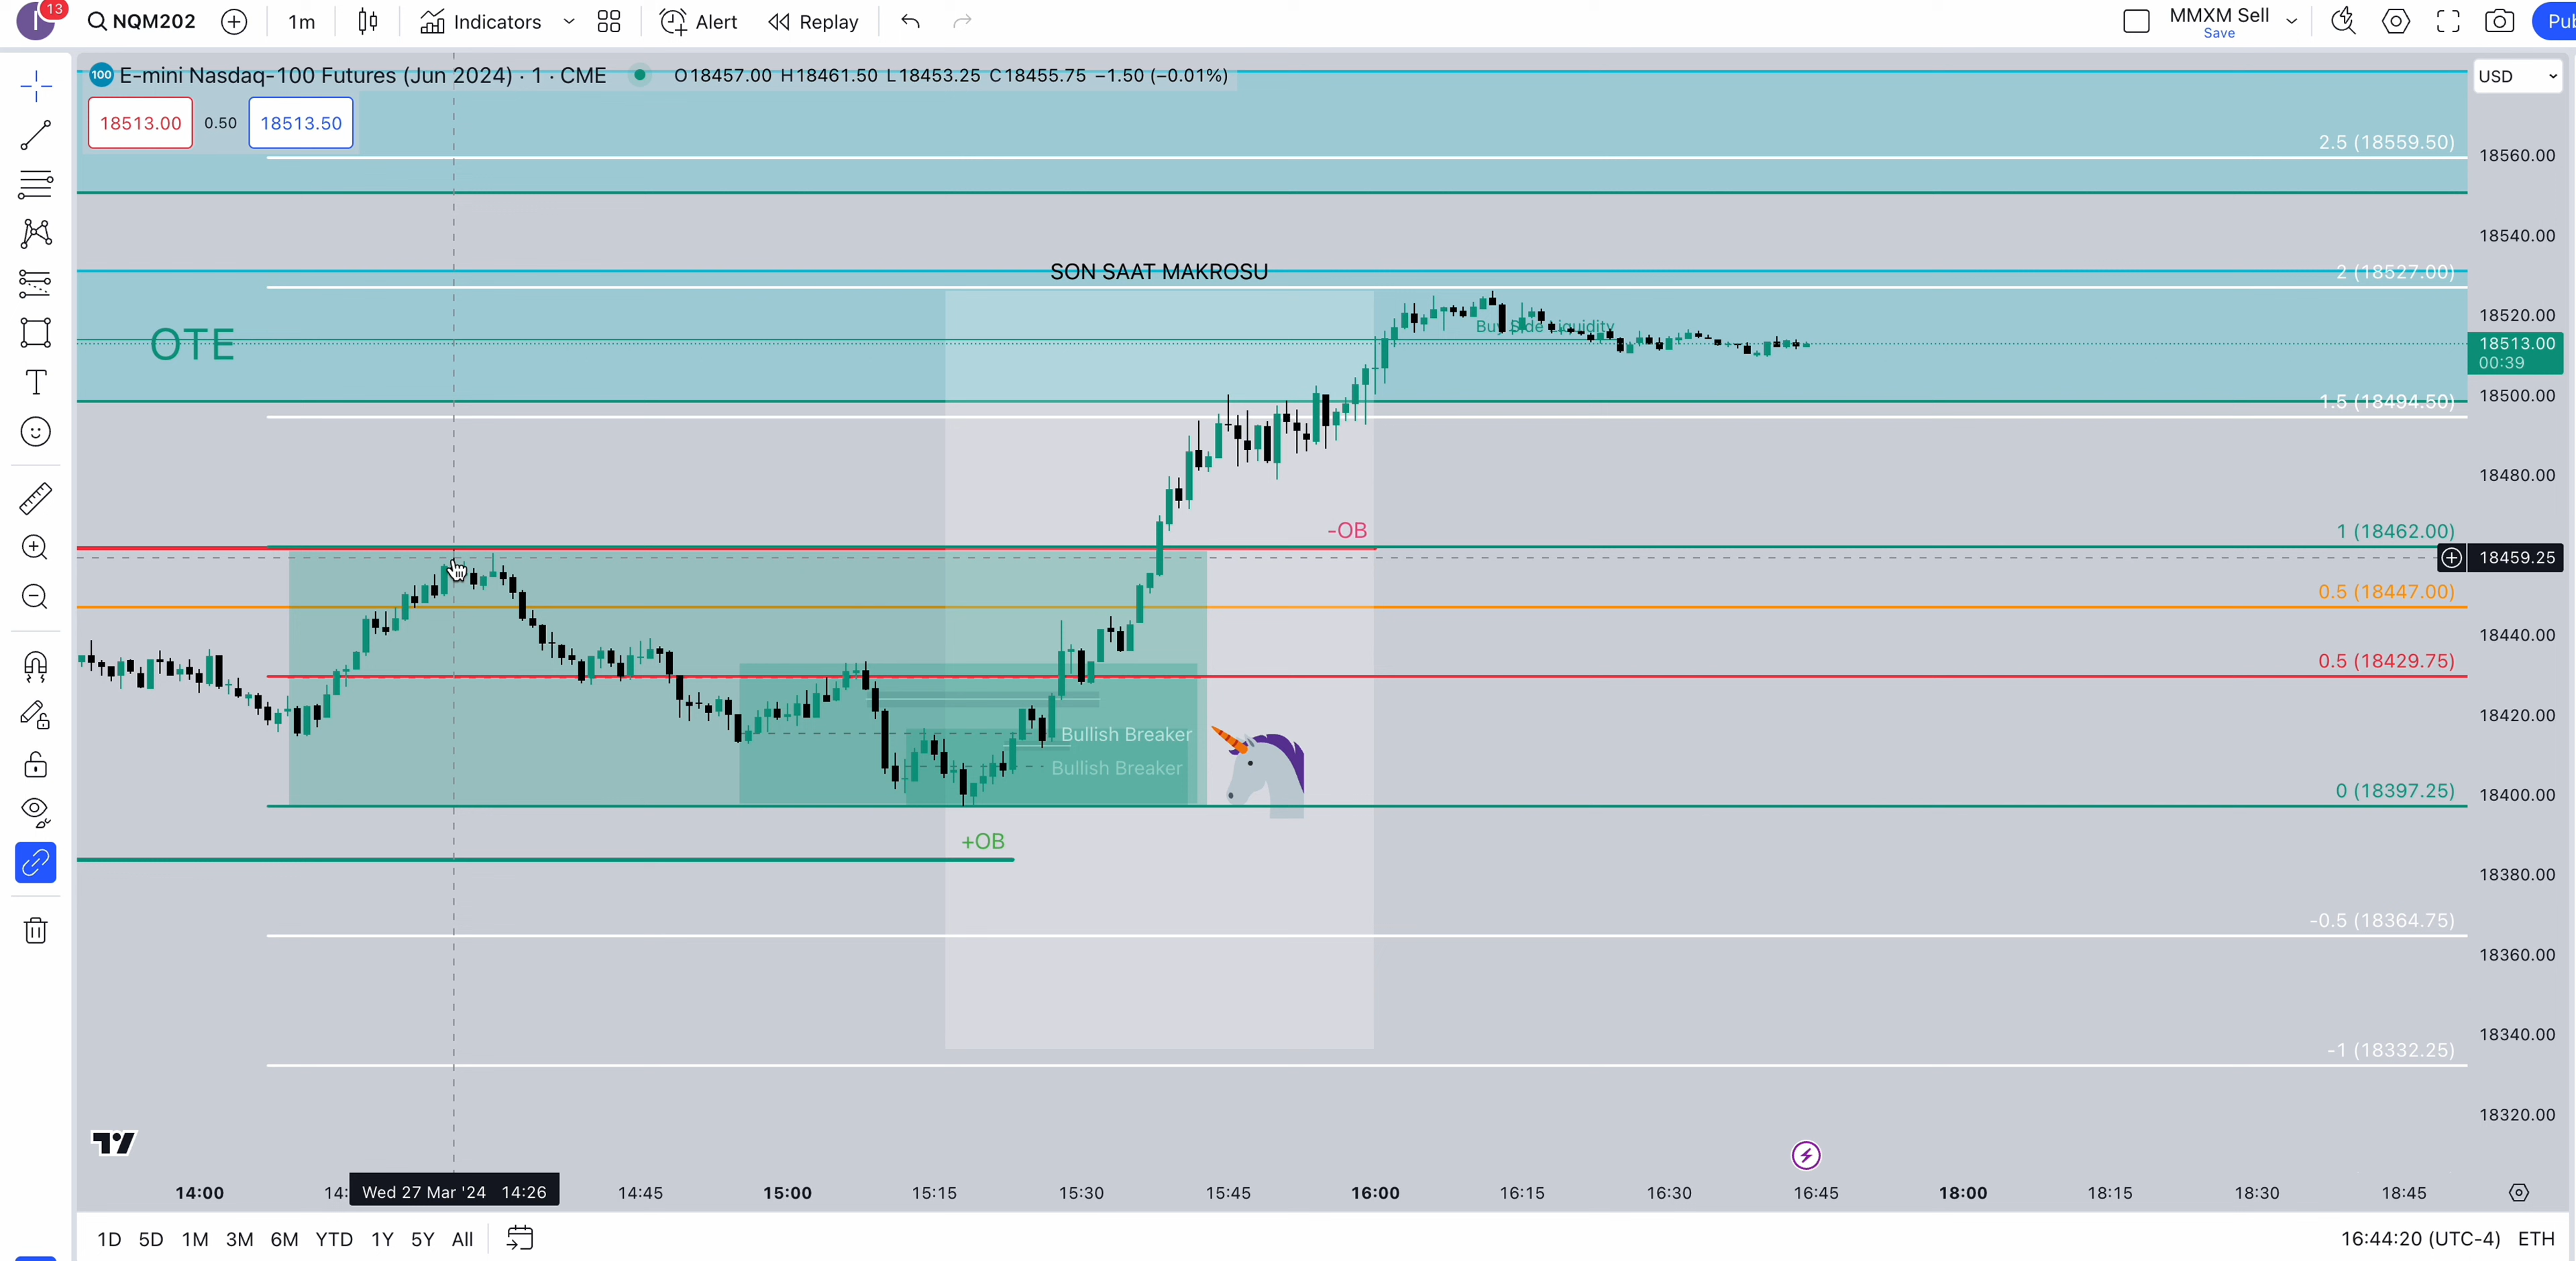 13
NQM202
1m
Indicators
Alert
Replay
MMXM Sell
Save
Pub
100 E-mini Nasdaq-100 Futures (Jun 2024) · 1 · CME
O18457.00 H18461.50 L18453.25 C18455.75 −1.50 (−0.01%)
USD
18513.00
0.50
18513.50
2.5 (18559.50)
18560.00
18540.00
SON SAAT MAKROSU
2 (18527.00)
18520.00
Buy Side Liquidity
OTE
18513.00
00:39
18500.00
1.5 (18494.50)
18480.00
-OB
1 (18462.00)
18459.25
0.5 (18447.00)
18440.00
0.5 (18429.75)
18420.00
Bullish Breaker
Bullish Breaker
0 (18397.25)
18400.00
+OB
18380.00
-0.5 (18364.75)
18360.00
18340.00
-1 (18332.25)
18320.00
14:00
14:
Wed 27 Mar '24 14:26
14:45
15:00
15:15
15:30
15:45
16:00
16:15
16:30
16:45
18:00
18:15
18:30
18:45
1D 5D 1M 3M 6M YTD 1Y 5Y All
16:44:20 (UTC-4) ETH